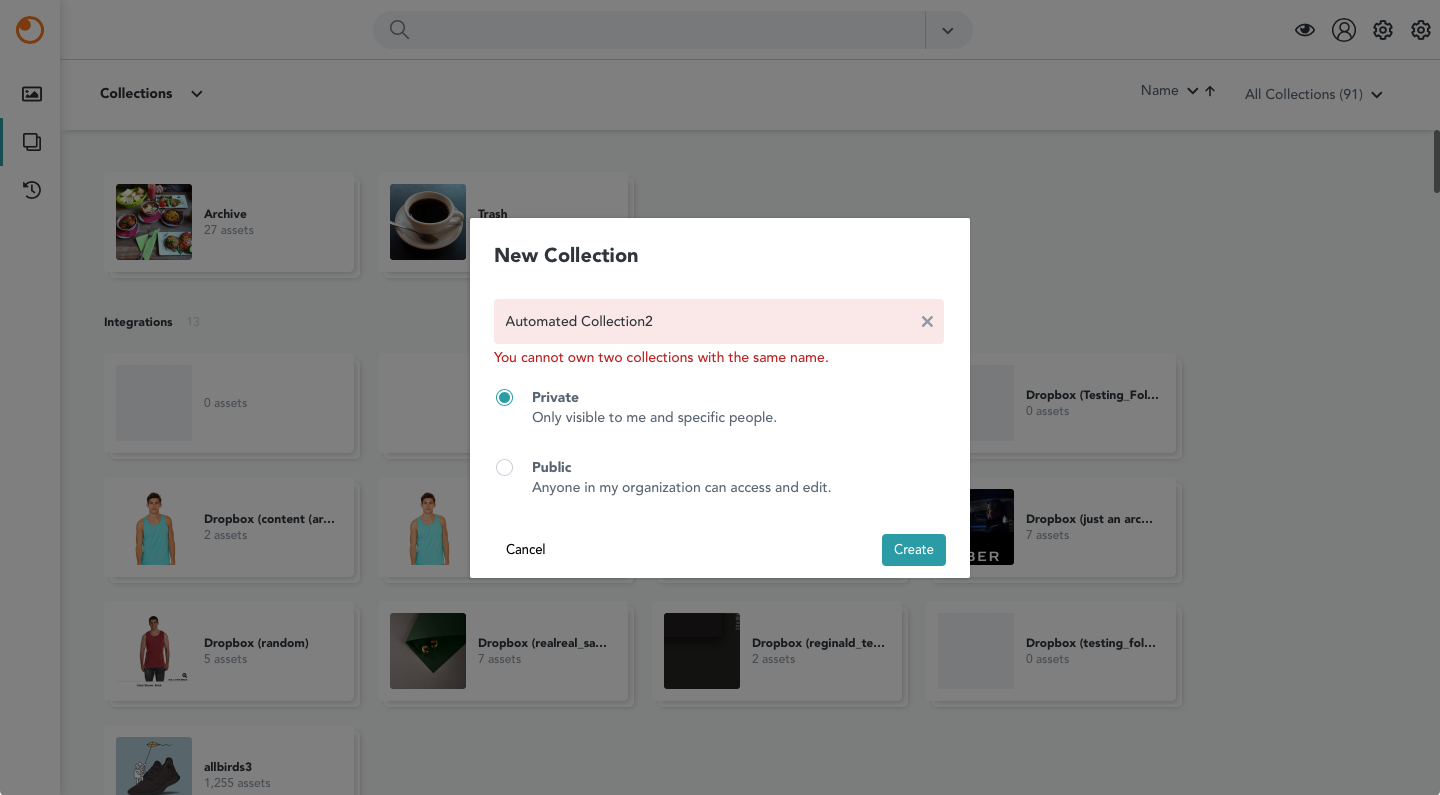 Collections
Name
All Collections (91)
Archive
27 assets
Trash
New Collection
Automated Collection2
You cannot own two collections with the same name.
Private
Only visible to me and specific people.
Public
Anyone in my organization can access and edit.
Cancel
Create
Integrations 13
0 assets
Dropbox (Testing_Fol...
0 assets
Dropbox (content (ar...
2 assets
BER
Dropbox (just an arc...
7 assets
Dropbox (random)
5 assets
Dropbox (realreal_sa...
7 assets
Dropbox (reginald_te...
2 assets
Dropbox (testing_fol...
0 assets
allbirds3
1,255 assets